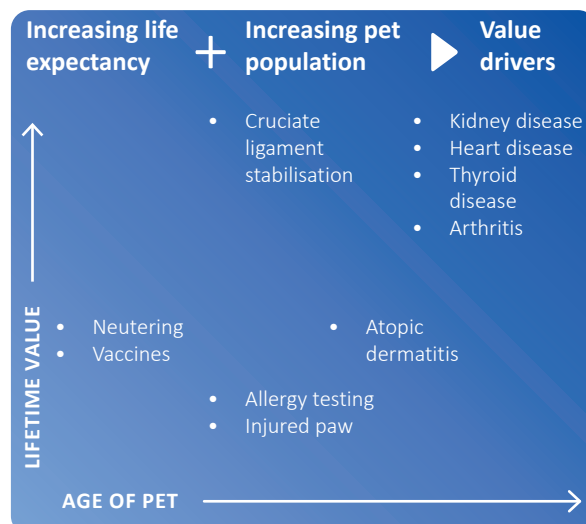 Increasing life
expectancy
+
Increasing pet
population
Value
drivers
• Cruciate
ligament
stabilisation
• Kidney disease
• Heart disease
• Thyroid
disease
• Arthritis
LIFETIME VALUE
• Neutering
• Vaccines
• Atopic
dermatitis
• Allergy testing
• Injured paw
AGE OF PET